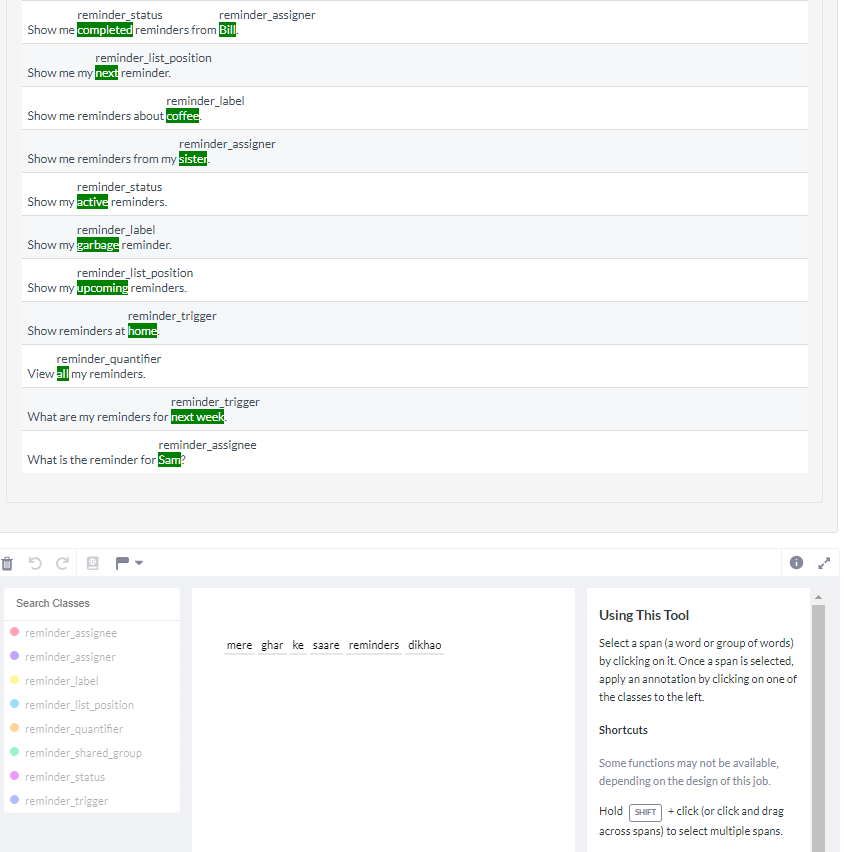 reminder_status reminder_assigner
Show me completed reminders from Bill.
reminder_list_position
Show me my next reminder.
reminder_label
Show me reminders about coffee.
reminder_assigner
Show me reminders from my sister.
reminder_status
Show my active reminders.
reminder_label
Show my garbage reminder.
reminder_list_position
Show my upcoming reminders.
reminder_trigger
Show reminders at home.
reminder_quantifier
View all my reminders.
reminder_trigger
What are my reminders for next week.
reminder_assignee
What is the reminder for Sam?
Search Classes
reminder_assignee
reminder_assigner
reminder_label
reminder_list_position
reminder_quantifier
reminder_shared_group
reminder_status
reminder_trigger
mere ghar ke saare reminders dikhao
Using This Tool
Select a span (a word or group of words)
by clicking on it. Once a span is selected,
apply an annotation by clicking on one of
the classes to the left.
Shortcuts
Some functions may not be available,
depending on the design of this job.
Hold SHIFT + click (or click and drag
across spans) to select multiple spans.